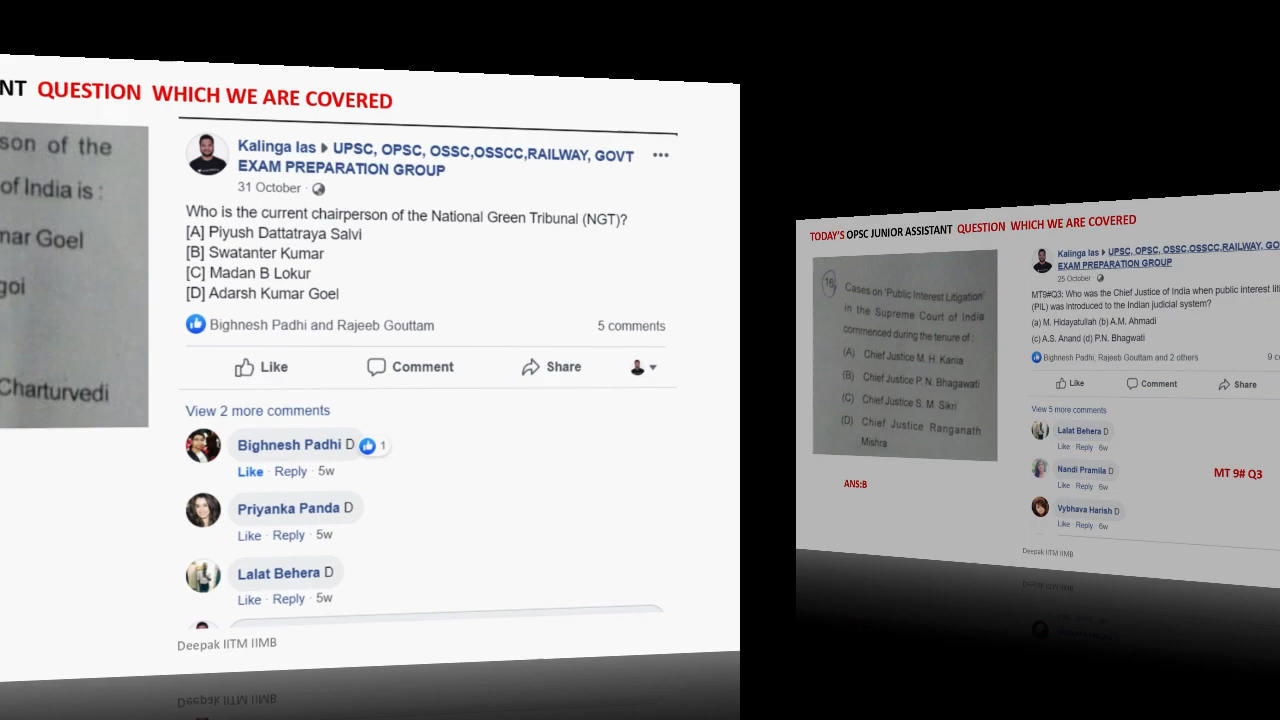 NT QUESTION WHICH WE ARE COVERED
son of the
of India is :
mar Goel
goi
Charturvedi
Kalinga Ias ▸ UPSC, OPSC, OSSC,OSSCC,RAILWAY, GOVT
EXAM PREPARATION GROUP
31 October ·
Who is the current chairperson of the National Green Tribunal (NGT)?
[A] Piyush Dattatraya Salvi
[B] Swatanter Kumar
[C] Madan B Lokur
[D] Adarsh Kumar Goel
Bighnesh Padhi and Rajeeb Gouttam 5 comments
Like Comment Share
View 2 more comments
Bighnesh Padhi D 1
Like · Reply · 5w
Priyanka Panda D
Like · Reply · 5w
Lalat Behera D
Like · Reply · 5w
Deepak IITM IIMB
TODAY'S OPSC JUNIOR ASSISTANT QUESTION WHICH WE ARE COVERED
16
Cases on 'Public Interest Litigation'
in the Supreme Court of India
commenced during the tenure of :
(A) Chief Justice M. H. Kania
(B) Chief Justice P. N. Bhagawati
(C) Chief Justice S. M. Sikri
(D) Chief Justice Ranganath
Mishra
ANS:B
Kalinga Ias ▸ UPSC, OPSC, OSSC,OSSCC,RAILWAY, GO
EXAM PREPARATION GROUP
25 October ·
MT9#Q3: Who was the Chief Justice of India when public interest liti
(PIL) was introduced to the Indian judicial system?
(a) M. Hidayatullah (b) A.M. Ahmadi
(c) A.S. Anand (d) P.N. Bhagwati
Bighnesh Padhi, Rajeeb Gouttam and 2 others 9 co
Like Comment Share
View 5 more comments
Lalat Behera D
Like · Reply · 6w
Nandi Pramila D
Like · Reply · 6w
Vybhava Harish D
Like · Reply · 6w
MT 9# Q3
Deepak IITM IIMB